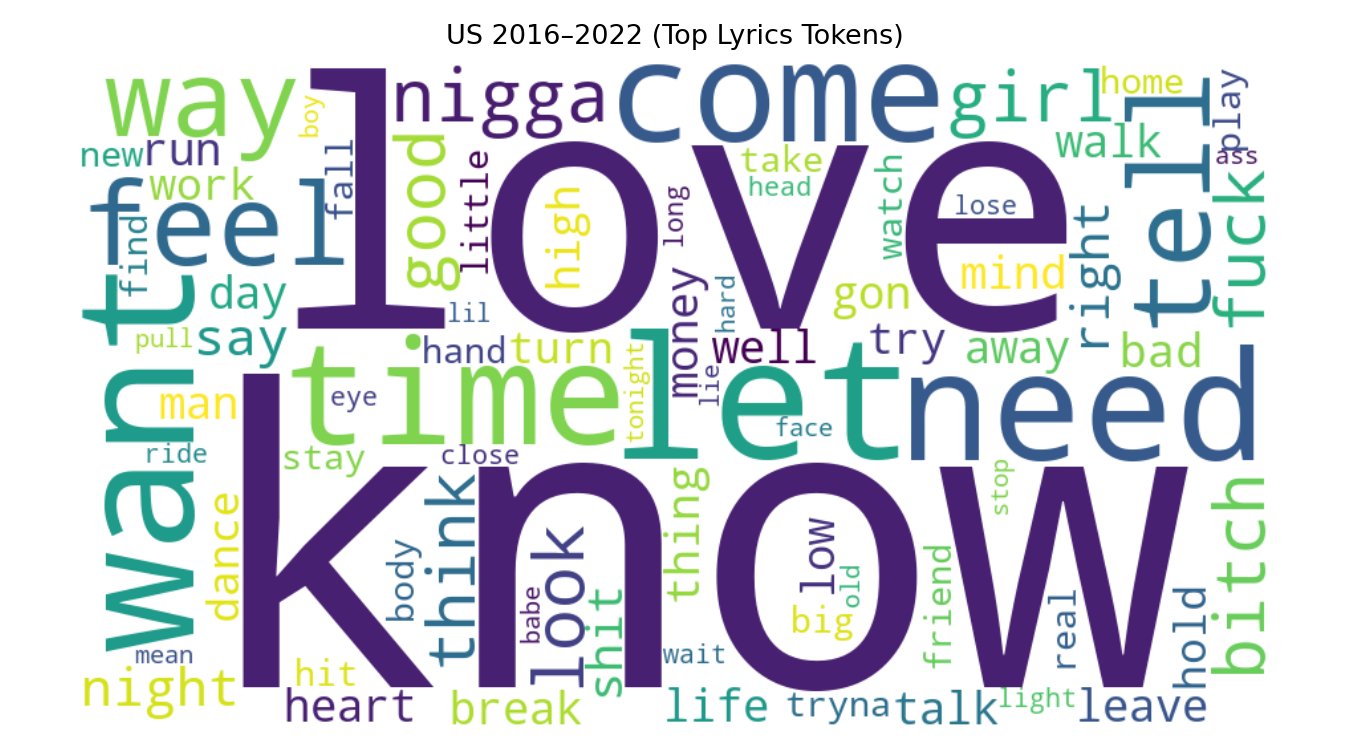 US 2016–2022 (Top Lyrics Tokens)
way
boy
love
nigga
come
girl
home
tell
play
new
run
work
fall
good
little
high
long
take
head
watch
lose
walk
ass
feel
find
want
day
say
pull
lil
money
hard
gon
mind
right
fuck
hand
turn
well
try
away
bad
time
tonight
let
lie
need
man
eye
face
know
ride
stay
close
dance
body
think
look
babe
shit
thing
low
old
big
friend
stop
real
hold
bitch
mean
night
hit
heart
break
wait
life
tryna
talk
light
leave